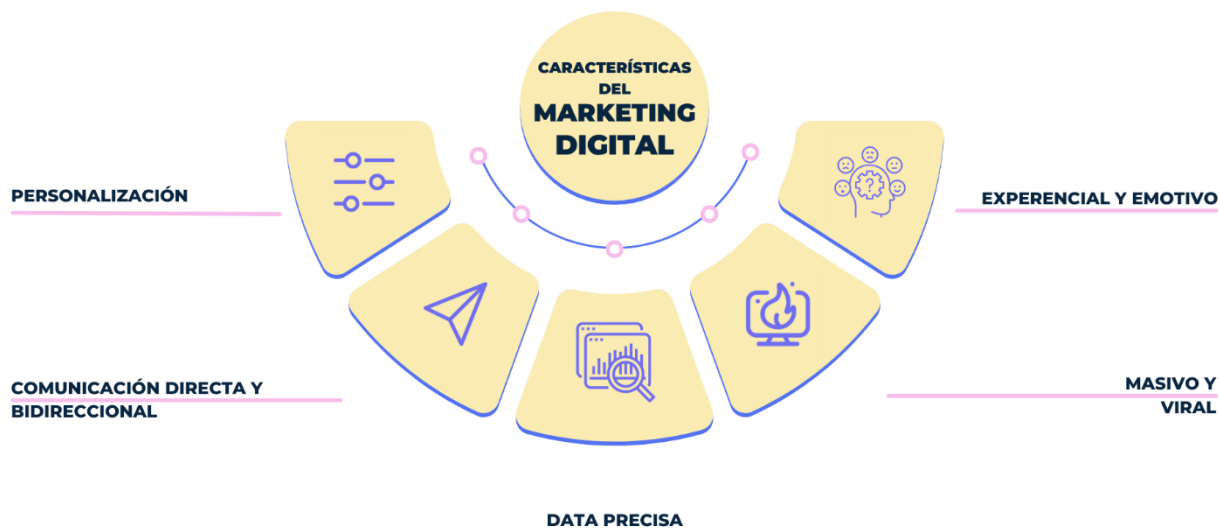 CARACTERÍSTICAS
DEL
MARKETING
DIGITAL
PERSONALIZACIÓN
COMUNICACIÓN DIRECTA Y
BIDIRECCIONAL
DATA PRECISA
MASIVO Y
VIRAL
EXPERENCIAL Y EMOTIVO